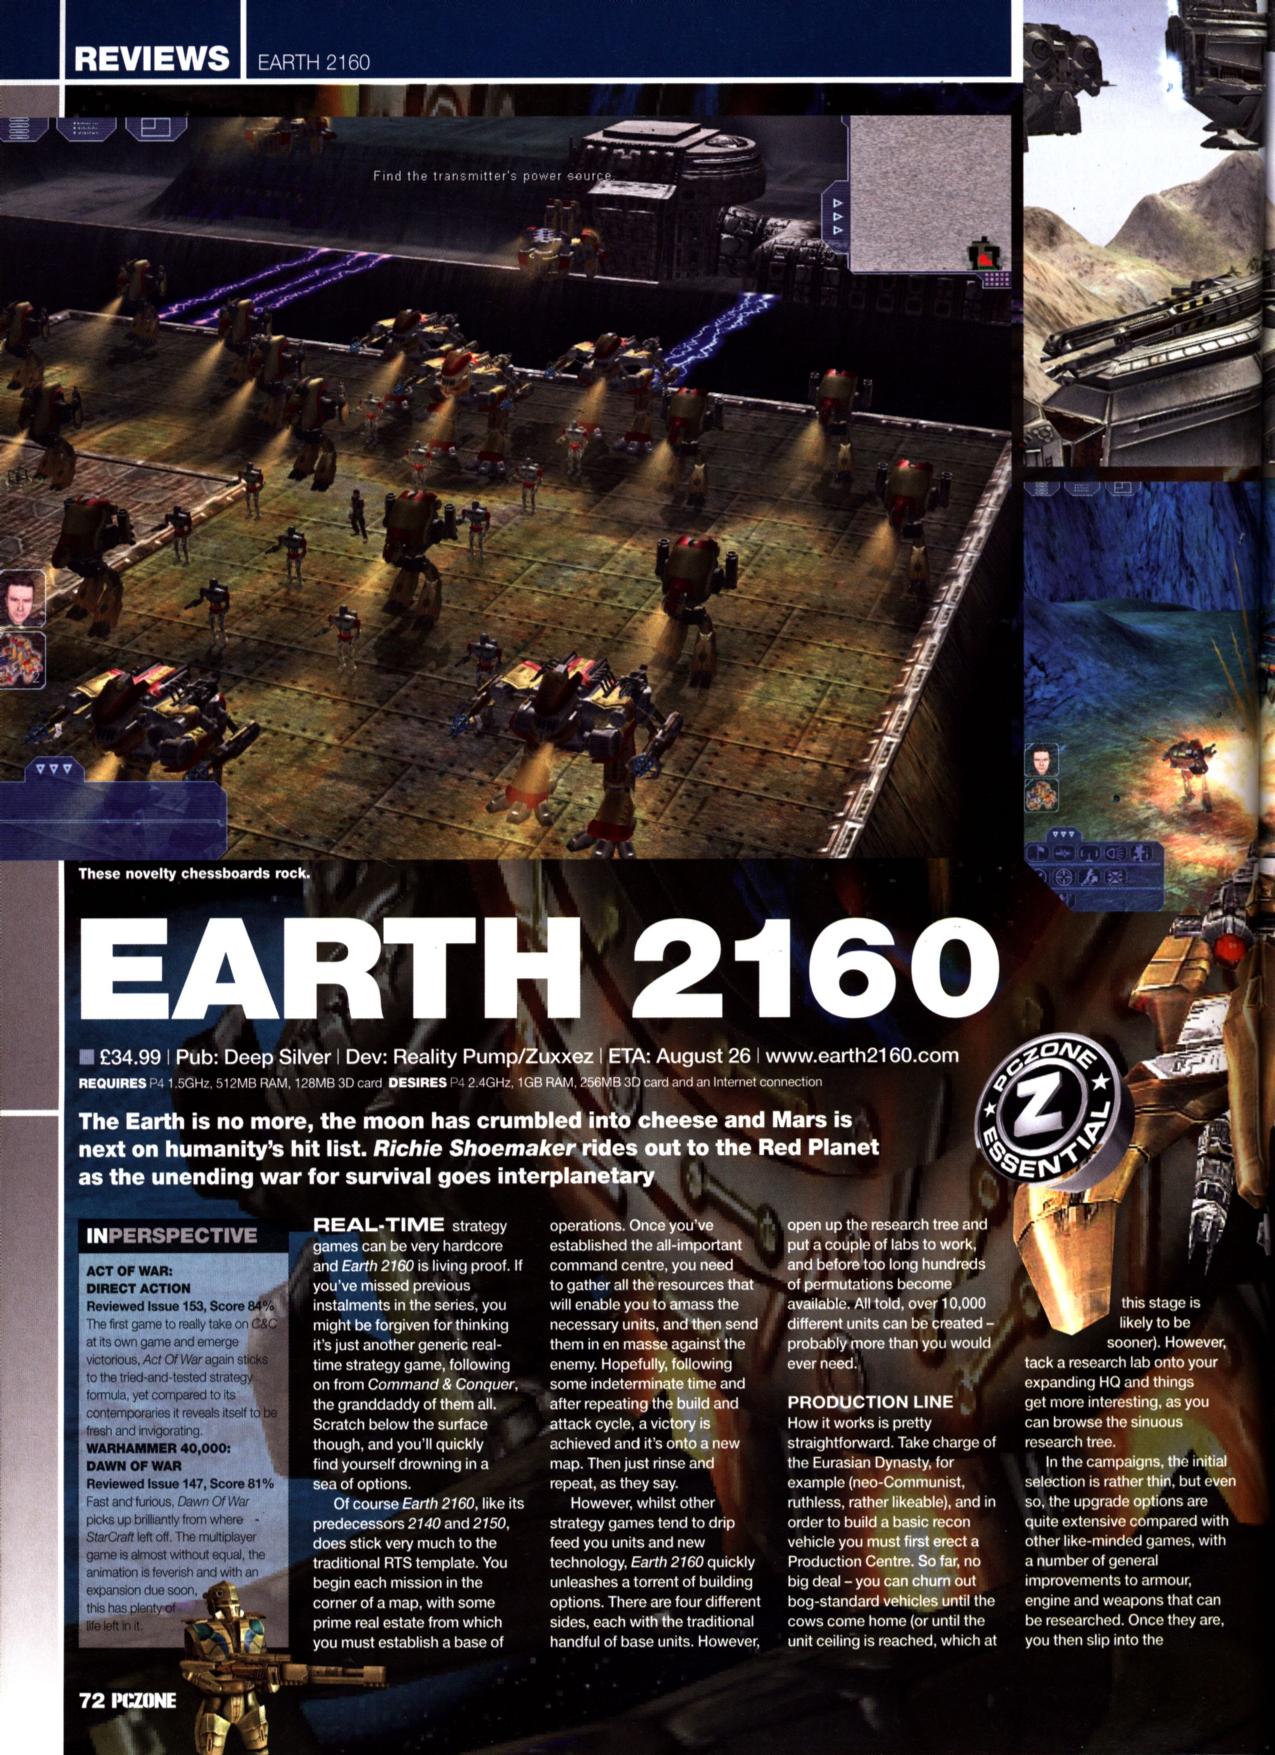 REVIEWS
EARTH 2160
Find the transmitter's power source.
These novelty chessboards rock.
EARTH 2160
£34.99 | Pub: Deep Silver | Dev: Reality Pump/Zuxxez | ETA: August 26 | www.earth2160.com
REQUIRES P4 1.5GHz, 512MB RAM, 128MB 3D card DESIRES P4 2.4GHz, 1GB RAM, 256MB 3D card and an Internet connection
PCZONE
Z
ESSENTIAL
The Earth is no more, the moon has crumbled into cheese and Mars is
next on humanity's hit list. Richie Shoemaker rides out to the Red Planet
as the unending war for survival goes interplanetary
INPERSPECTIVE
ACT OF WAR:
DIRECT ACTION
Reviewed Issue 153, Score 84%
The first game to really take on C&C
at its own game and emerge
victorious, Act Of War again sticks
to the tried-and-tested strategy
formula, yet compared to its
contemporaries it reveals itself to be
fresh and invigorating.
WARHAMMER 40,000:
DAWN OF WAR
Reviewed Issue 147, Score 81%
Fast and furious, Dawn Of War
picks up brilliantly from where
StarCraft left off. The multiplayer
game is almost without equal, the
animation is feverish and with an
expansion due soon,
this has plenty of
life left in it.
REAL-TIME strategy
games can be very hardcore
and Earth 2160 is living proof. If
you've missed previous
instalments in the series, you
might be forgiven for thinking
it's just another generic real-
time strategy game, following
on from Command & Conquer,
the granddaddy of them all.
Scratch below the surface
though, and you'll quickly
find yourself drowning in a
sea of options.
Of course Earth 2160, like its
predecessors 2140 and 2150,
does stick very much to the
traditional RTS template. You
begin each mission in the
corner of a map, with some
prime real estate from which
you must establish a base of
operations. Once you've
established the all-important
command centre, you need
to gather all the resources that
will enable you to amass the
necessary units, and then send
them in en masse against the
enemy. Hopefully, following
some indeterminate time and
after repeating the build and
attack cycle, a victory is
achieved and it's onto a new
map. Then just rinse and
repeat, as they say.
However, whilst other
strategy games tend to drip
feed you units and new
technology, Earth 2160 quickly
unleashes a torrent of building
options. There are four different
sides, each with the traditional
handful of base units. However,
open up the research tree and
put a couple of labs to work,
and before too long hundreds
of permutations become
available. All told, over 10,000
different units can be created –
probably more than you would
ever need.
PRODUCTION LINE
How it works is pretty
straightforward. Take charge of
the Eurasian Dynasty, for
example (neo-Communist,
ruthless, rather likeable), and in
order to build a basic recon
vehicle you must first erect a
Production Centre. So far, no
big deal – you can churn out
bog-standard vehicles until the
cows come home (or until the
unit ceiling is reached, which at
this stage is
likely to be
sooner). However,
tack a research lab onto your
expanding HQ and things
get more interesting, as you
can browse the sinuous
research tree.
In the campaigns, the initial
selection is rather thin, but even
so, the upgrade options are
quite extensive compared with
other like-minded games, with
a number of general
improvements to armour,
engine and weapons that can
be researched. Once they are,
you then slip into the
72 PCZONE